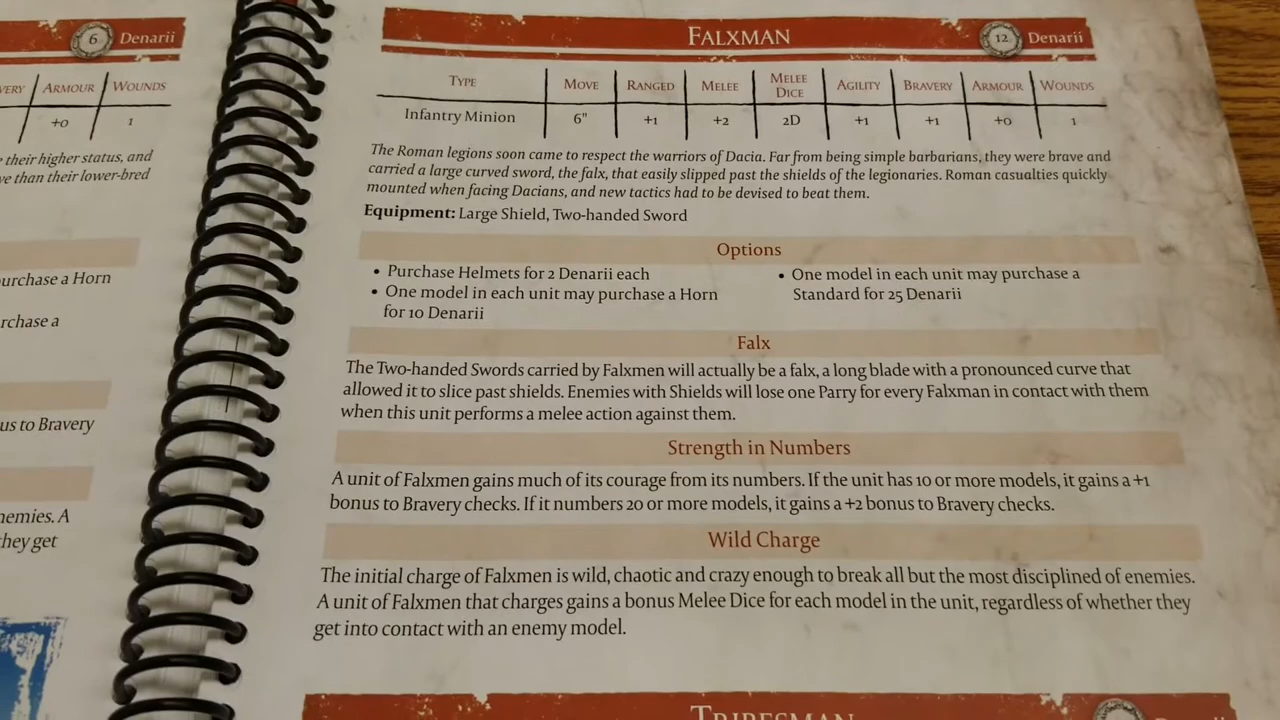 6 Denarii
ARMOUR WOUNDS
+0 1
their higher status, and
than their lower-bred
a Horn
a
to Bravery
A
they get
FALXMAN
12 Denarii
TYPE MOVE RANGED MELEE MELEE DICE AGILITY BRAVERY ARMOUR WOUNDS
Infantry Minion 6" +1 +2 2D +1 +1 +0 1
The Roman legions soon came to respect the warriors of Dacia. Far from being simple barbarians, they were brave and
carried a large curved sword, the falx, that easily slipped past the shields of the legionaries. Roman casualties quickly
mounted when facing Dacians, and new tactics had to be devised to beat them.
Equipment: Large Shield, Two-handed Sword
Options
• Purchase Helmets for 2 Denarii each
• One model in each unit may purchase a Horn
for 10 Denarii
• One model in each unit may purchase a
Standard for 25 Denarii
Falx
The Two-handed Swords carried by Falxmen will actually be a falx, a long blade with a pronounced curve that
allowed it to slice past shields. Enemies with Shields will lose one Parry for every Falxman in contact with them
when this unit performs a melee action against them.
Strength in Numbers
A unit of Falxmen gains much of its courage from its numbers. If the unit has 10 or more models, it gains a +1
bonus to Bravery checks. If it numbers 20 or more models, it gains a +2 bonus to Bravery checks.
Wild Charge
The initial charge of Falxmen is wild, chaotic and crazy enough to break all but the most disciplined of enemies.
A unit of Falxmen that charges gains a bonus Melee Dice for each model in the unit, regardless of whether they
get into contact with an enemy model.
TRIBESMAN